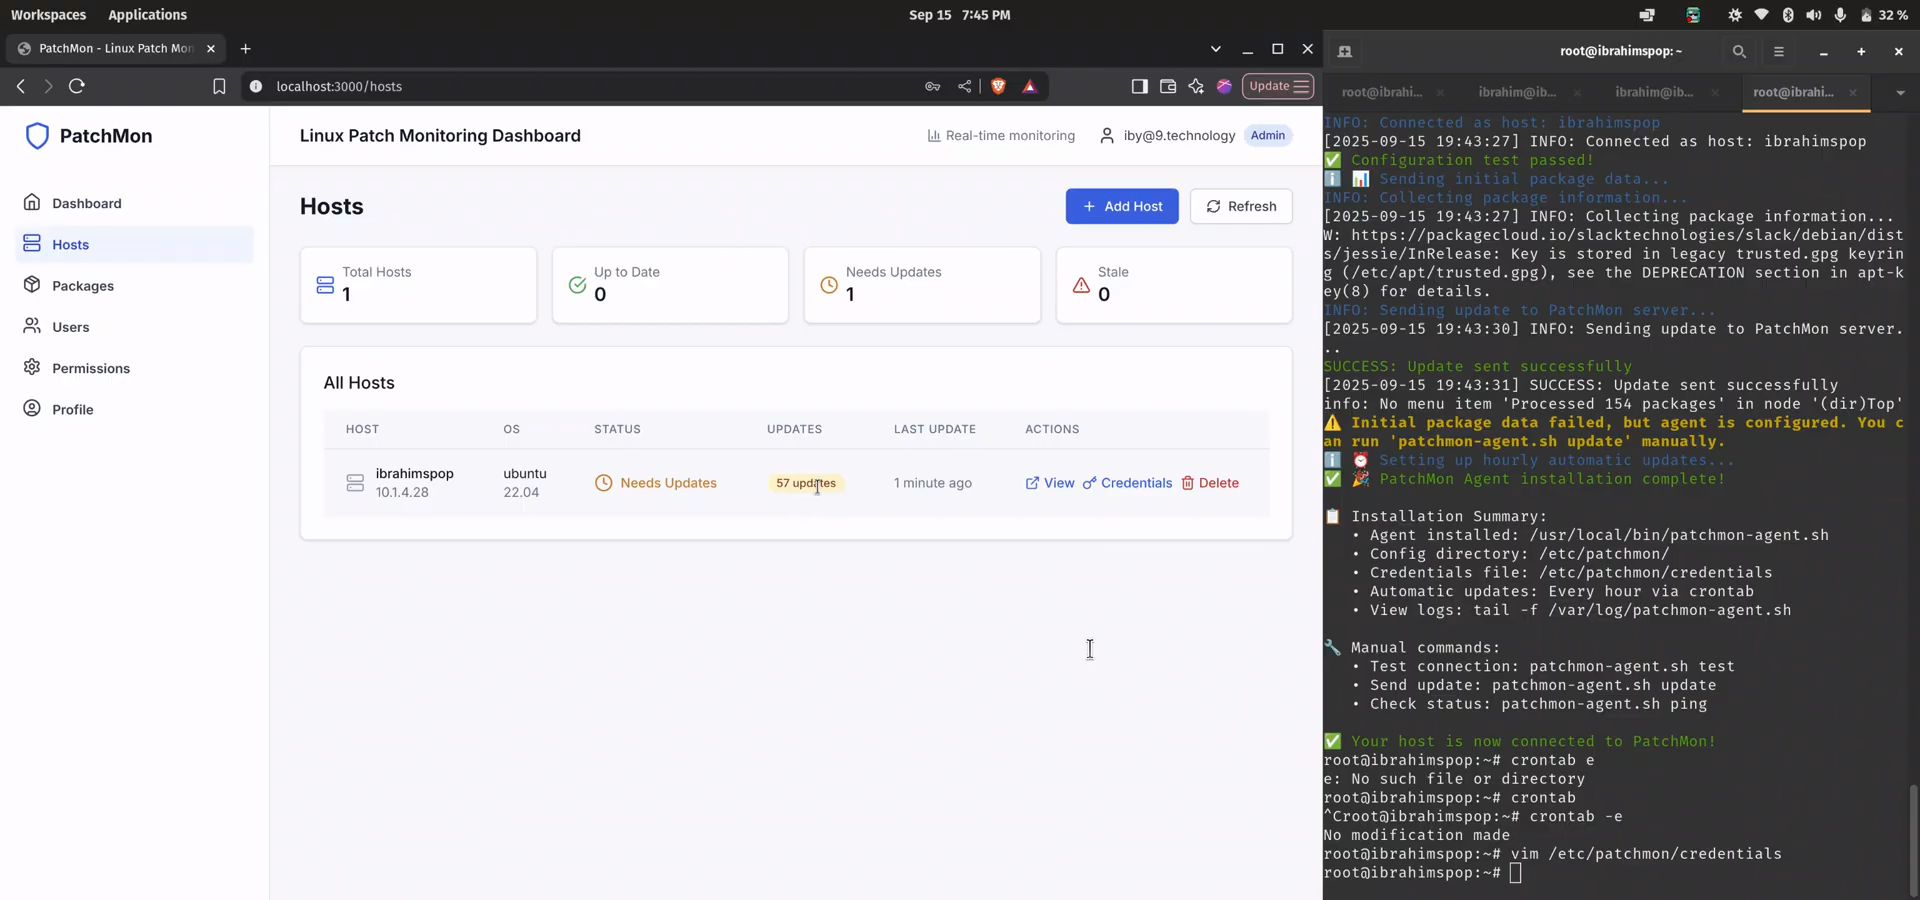 Workspaces Applications Sep 15 7:45 PM 32 %
PatchMon - Linux Patch Mon
localhost:3000/hosts Update
PatchMon
Dashboard
Hosts
Packages
Users
Permissions
Profile
Linux Patch Monitoring Dashboard Real-time monitoring iby@9.technology Admin
Hosts + Add Host Refresh
Total Hosts
1
Up to Date
0
Needs Updates
1
Stale
0
All Hosts
HOST OS STATUS UPDATES LAST UPDATE ACTIONS
ibrahimspop ubuntu Needs Updates 57 updates 1 minute ago View Credentials Delete
10.1.4.28 22.04
root@ibrahimspop: ~
root@ibrahi... ibrahim@ib... ibrahim@ib... root@ibrahi...
INFO: Connected as host: ibrahimspop
[2025-09-15 19:43:27] INFO: Connected as host: ibrahimspop
✅ Configuration test passed!
ℹ️ 📊 Sending initial package data...
INFO: Collecting package information...
[2025-09-15 19:43:27] INFO: Collecting package information...
W: https://packagecloud.io/slacktechnologies/slack/debian/dist
s/jessie/InRelease: Key is stored in legacy trusted.gpg keyrin
g (/etc/apt/trusted.gpg), see the DEPRECATION section in apt-k
ey(8) for details.
INFO: Sending update to PatchMon server...
[2025-09-15 19:43:30] INFO: Sending update to PatchMon server.
..
SUCCESS: Update sent successfully
[2025-09-15 19:43:31] SUCCESS: Update sent successfully
info: No menu item 'Processed 154 packages' in node '(dir)Top'
⚠️ Initial package data failed, but agent is configured. You c
an run 'patchmon-agent.sh update' manually.
ℹ️ ⏰ Setting up hourly automatic updates...
✅ 🎉 PatchMon Agent installation complete!
📋 Installation Summary:
• Agent installed: /usr/local/bin/patchmon-agent.sh
• Config directory: /etc/patchmon/
• Credentials file: /etc/patchmon/credentials
• Automatic updates: Every hour via crontab
• View logs: tail -f /var/log/patchmon-agent.sh
🔧 Manual commands:
• Test connection: patchmon-agent.sh test
• Send update: patchmon-agent.sh update
• Check status: patchmon-agent.sh ping
✅ Your host is now connected to PatchMon!
root@ibrahimspop:~# crontab e
e: No such file or directory
root@ibrahimspop:~# crontab
^Croot@ibrahimspop:~# crontab -e
No modification made
root@ibrahimspop:~# vim /etc/patchmon/credentials
root@ibrahimspop:~#